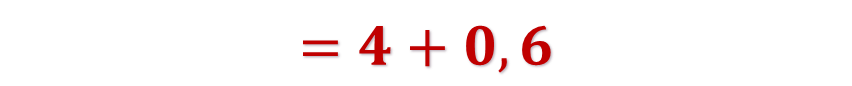 = 4 + 0,6